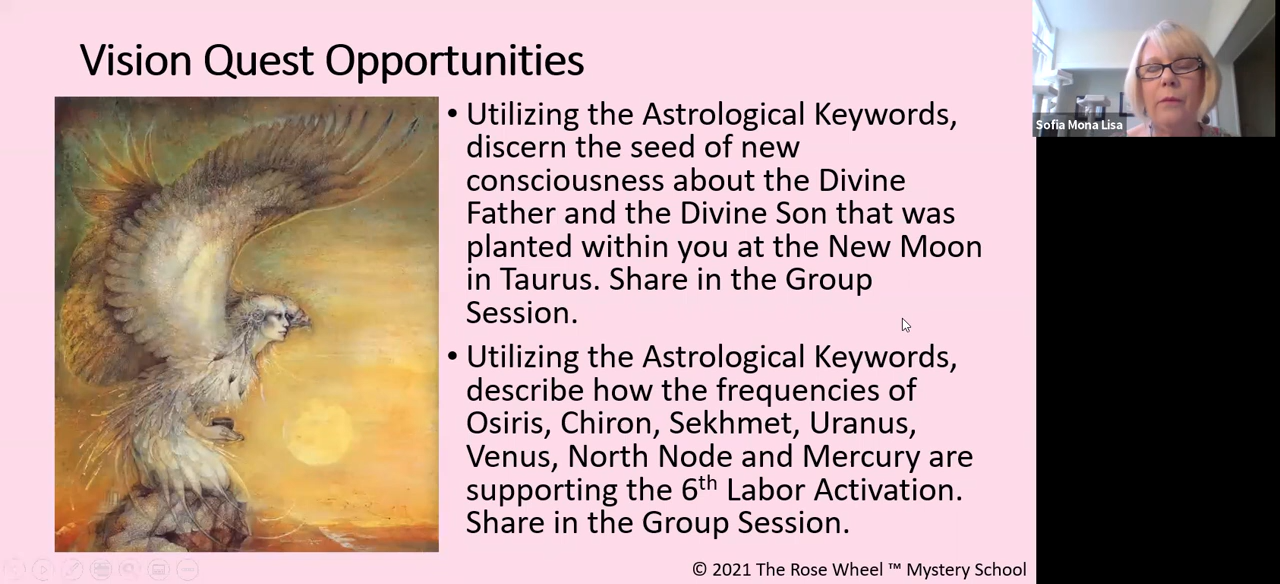 Vision Quest Opportunities
• Utilizing the Astrological Keywords,
discern the seed of new
consciousness about the Divine
Father and the Divine Son that was
planted within you at the New Moon
in Taurus. Share in the Group
Session.
• Utilizing the Astrological Keywords,
describe how the frequencies of
Osiris, Chiron, Sekhmet, Uranus,
Venus, North Node and Mercury are
supporting the 6th Labor Activation.
Share in the Group Session.
© 2021 The Rose Wheel ™ Mystery School
Sofia Mona Lisa